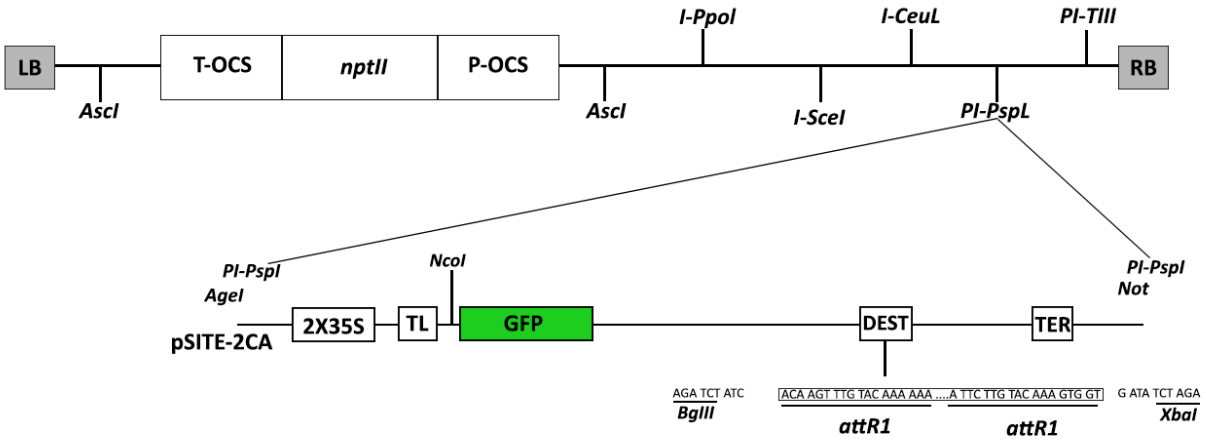 I-PpoI I-CeuL PI-TIII
LB T-OCS nptII P-OCS RB
AscI AscI I-SceI PI-PspL
PI-PspI NcoI PI-PspI
AgeI Not
pSITE-2CA 2X35S TL GFP DEST TER
AGA TCT ATC ACA AGT TTG TAC AAA AAA ....A TTC TTG TAC AAA GTG GT G ATA TCT AGA
BglII attR1 attR1 XbaI